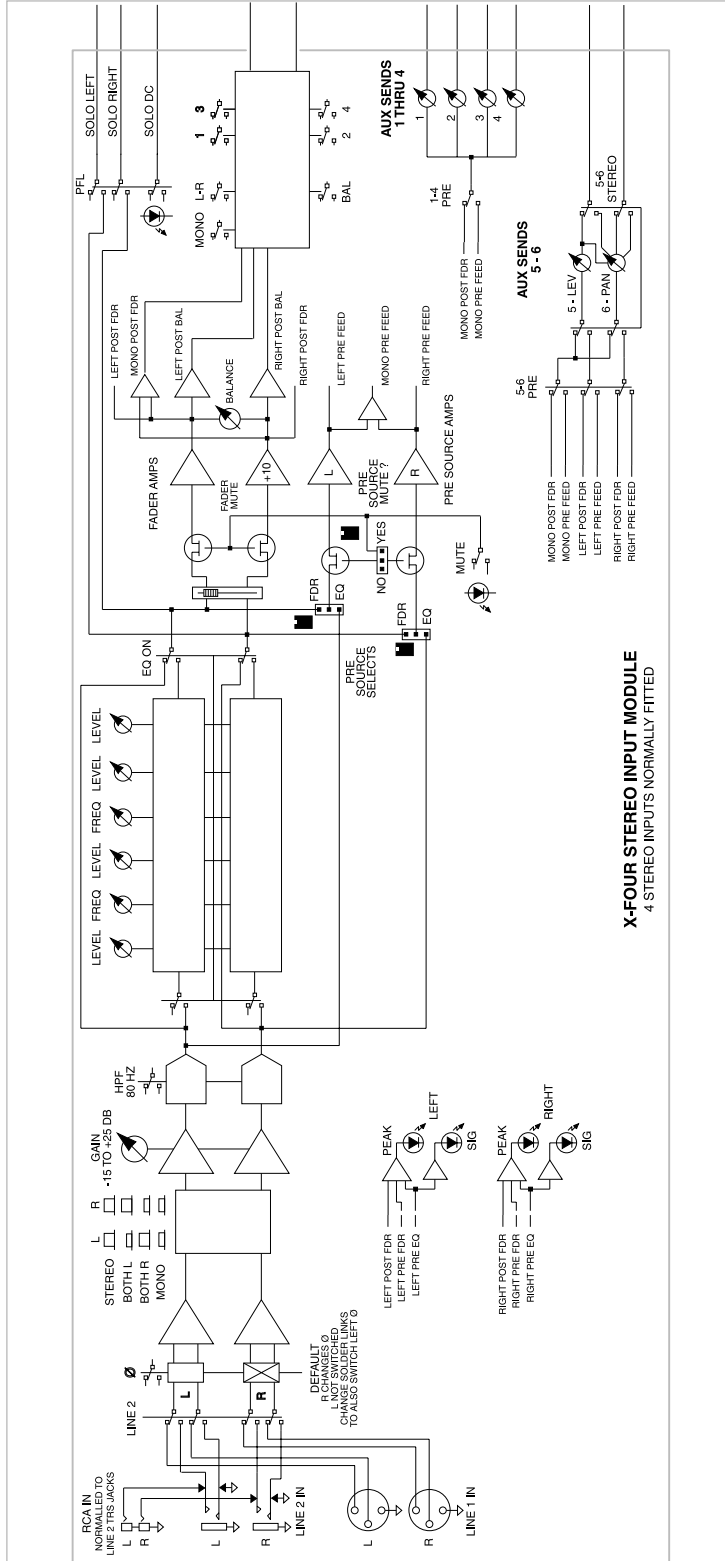 RCA IN
NORMALLED TO
LINE 2 TRS JACKS
L
R
L
R
LINE 2 IN
L
R
LINE 1 IN
LINE 2
Ø
L
R
DEFAULT
R CHANGES Ø
L NOT SWITCHED
CHANGE SOLDER LINKS
TO ALSO SWITCH LEFT Ø
L R
STEREO
BOTH L
BOTH R
MONO
GAIN
-15 TO +25 DB
HPF
80 HZ
LEVEL
FREQ
LEVEL
FREQ
LEVEL
LEVEL
EQ ON
LEFT POST FDR
LEFT PRE FDR
LEFT PRE EQ
PEAK
LEFT
SIG
RIGHT POST FDR
RIGHT PRE FDR
RIGHT PRE EQ
PEAK
RIGHT
SIG
PRE
SOURCE
SELECTS
FDR
EQ
FDR
EQ
NO
YES
PRE
SOURCE
MUTE ?
MUTE
FADER AMPS
FADER
MUTE
+10
L
R
PRE SOURCE AMPS
BALANCE
LEFT POST FDR
MONO POST FDR
LEFT POST BAL
RIGHT POST BAL
RIGHT POST FDR
LEFT PRE FEED
MONO PRE FEED
RIGHT PRE FEED
PFL
SOLO LEFT
SOLO RIGHT
SOLO DC
MONO
L-R
1
3
BAL
2
4
AUX SENDS
1 THRU 4
1
2
3
4
1-4
PRE
MONO POST FDR
MONO PRE FEED
AUX SENDS
5 - 6
5 - LEV
6 - PAN
5-6
STEREO
5-6
PRE
MONO POST FDR
MONO PRE FEED
LEFT POST FDR
LEFT PRE FEED
RIGHT POST FDR
RIGHT PRE FEED
X-FOUR STEREO INPUT MODULE
4 STEREO INPUTS NORMALLY FITTED